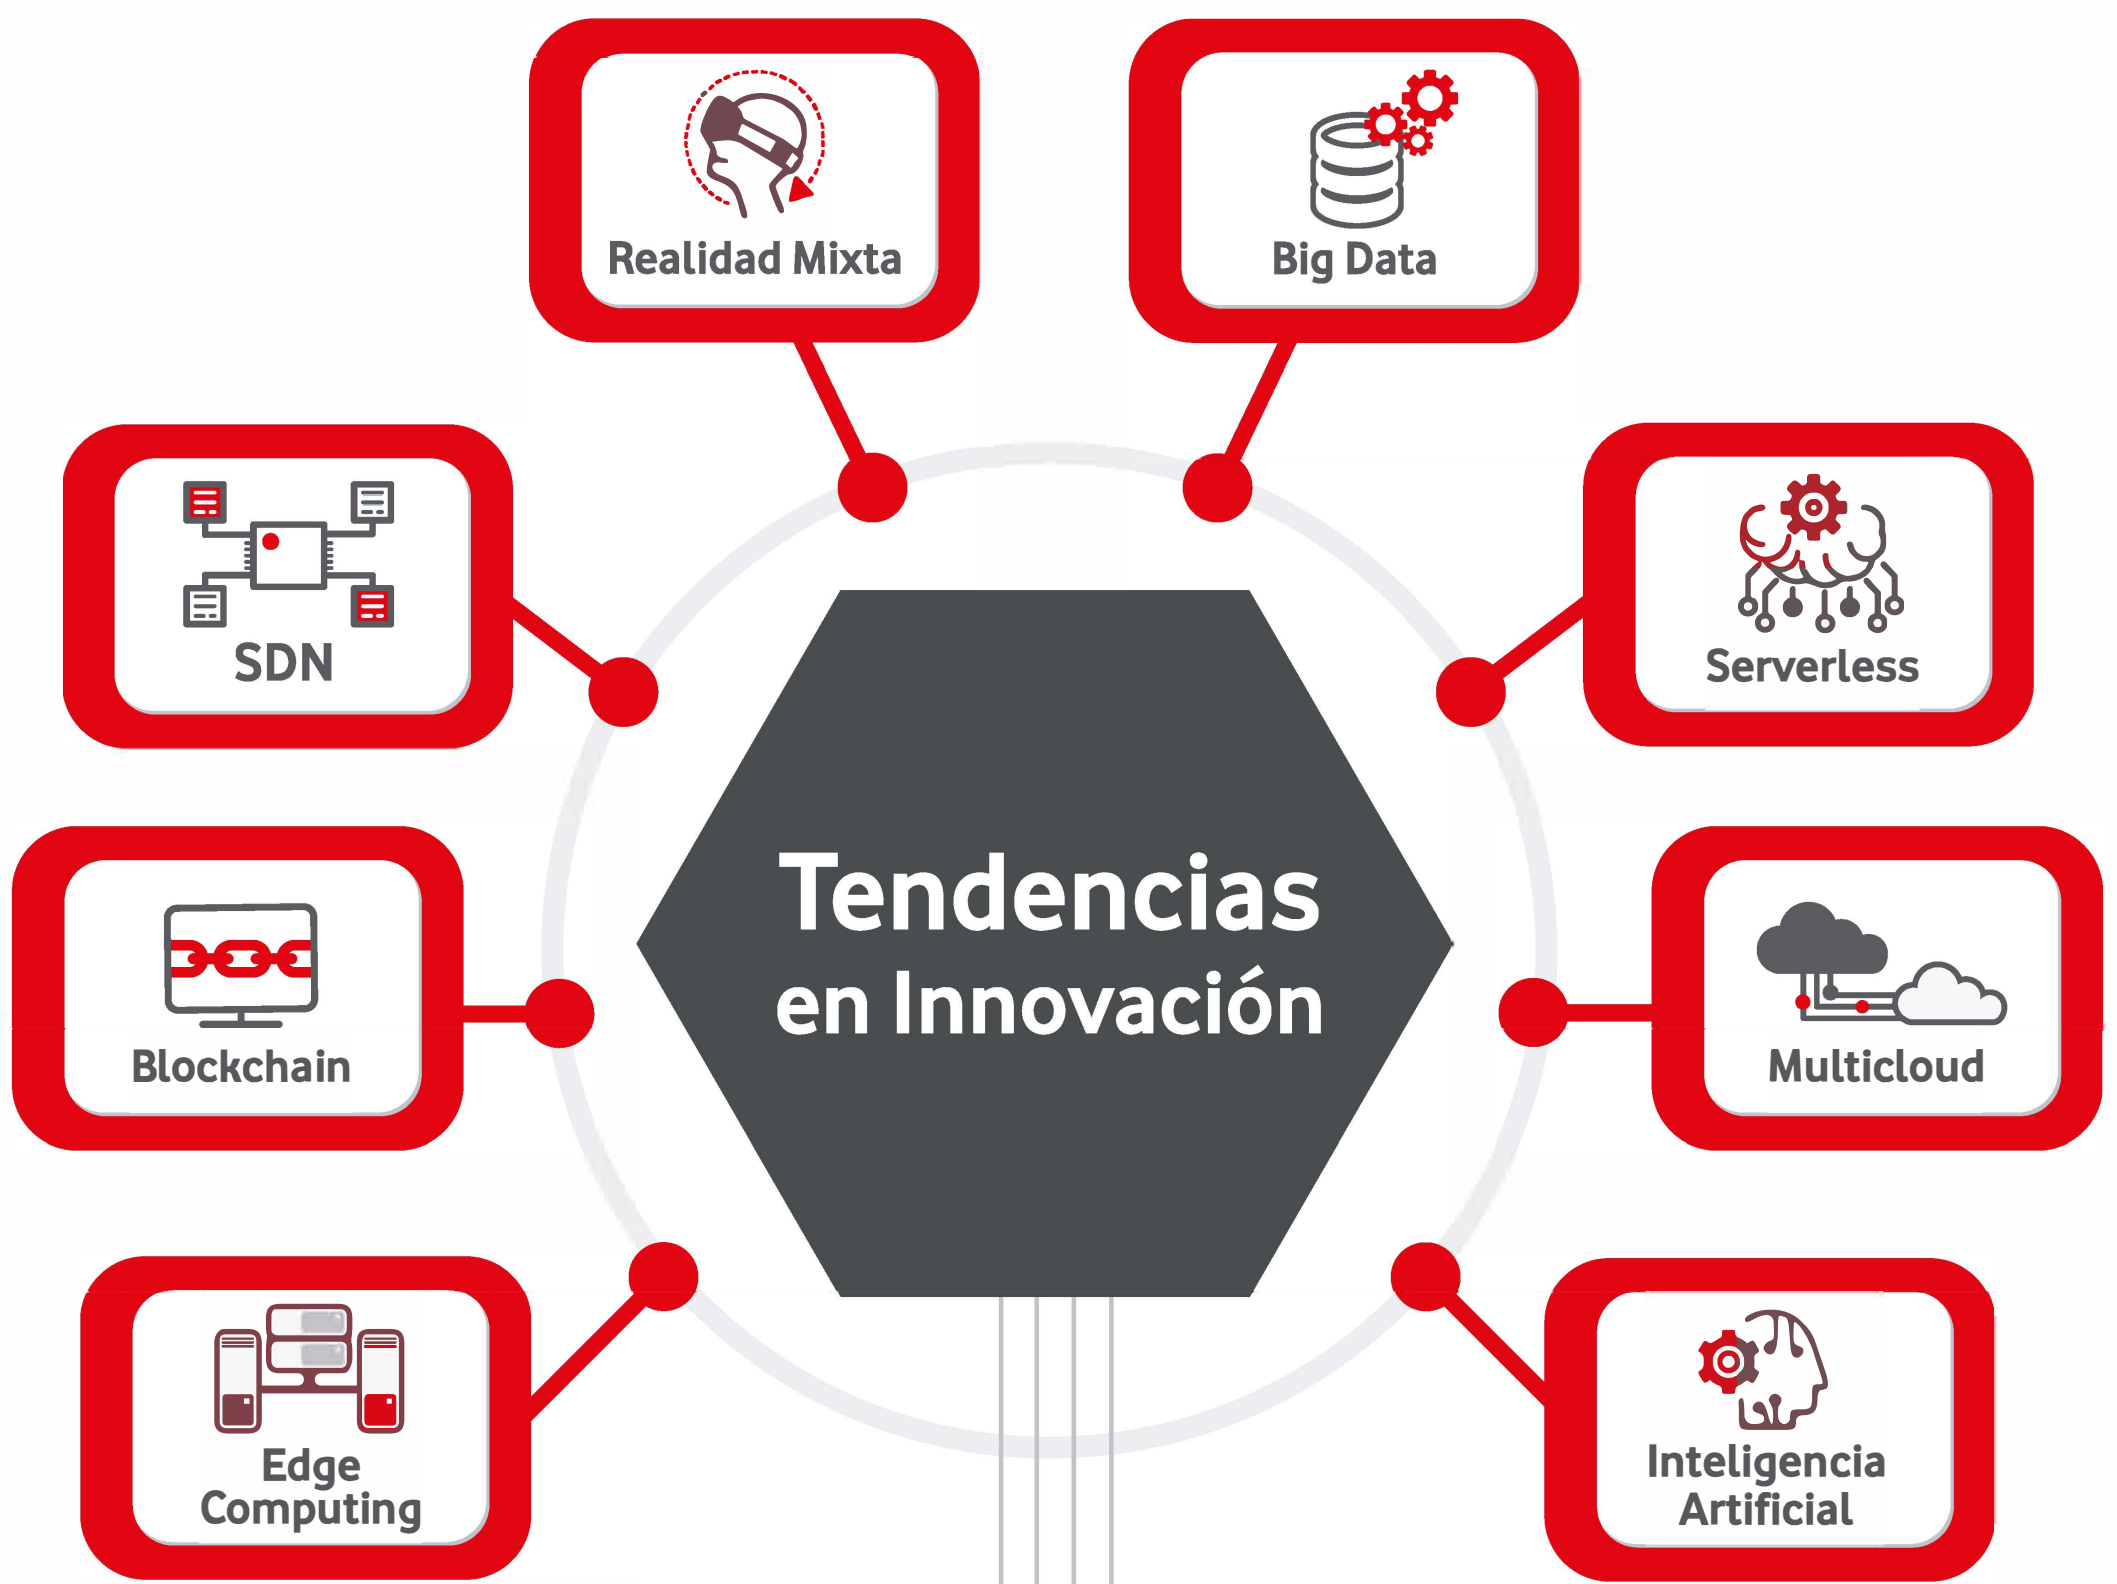 Realidad Mixta
Big Data
SDN
Serverless
Tendencias
en Innovación
Blockchain
Multicloud
Edge
Computing
Inteligencia
Artificial